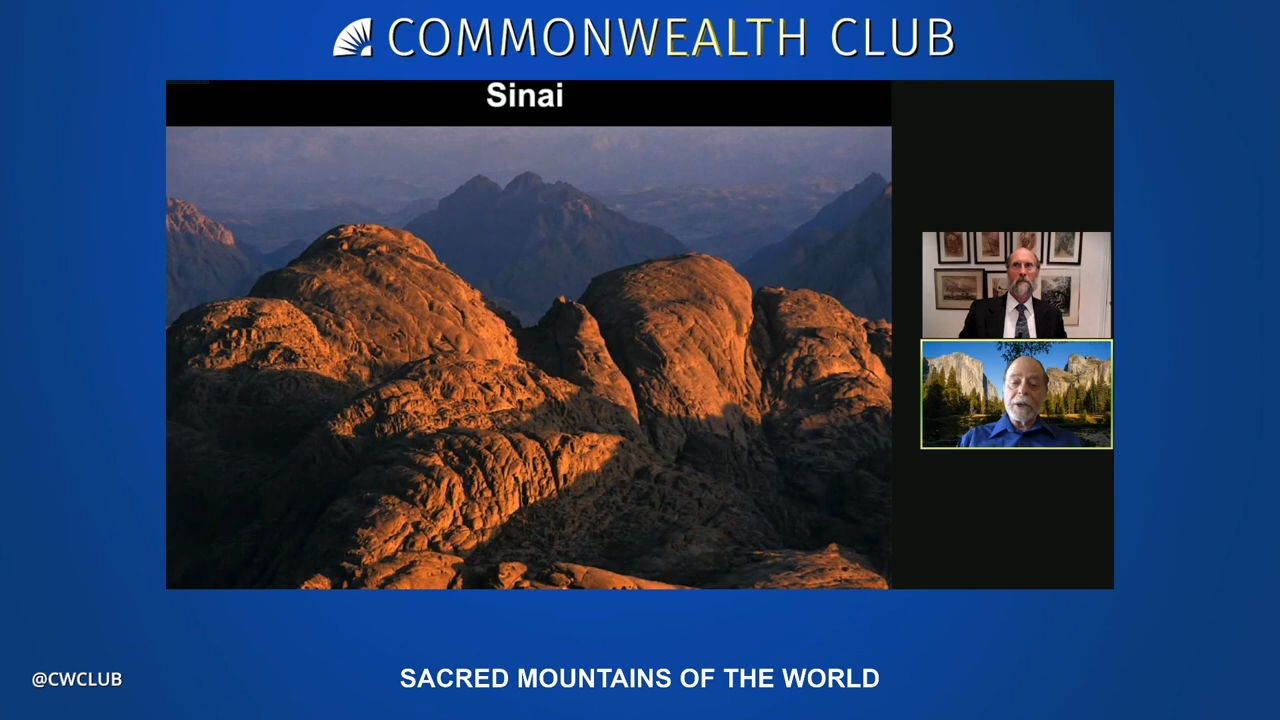 COMMONWEALTH CLUB
Sinai
@CWCLUB
SACRED MOUNTAINS OF THE WORLD